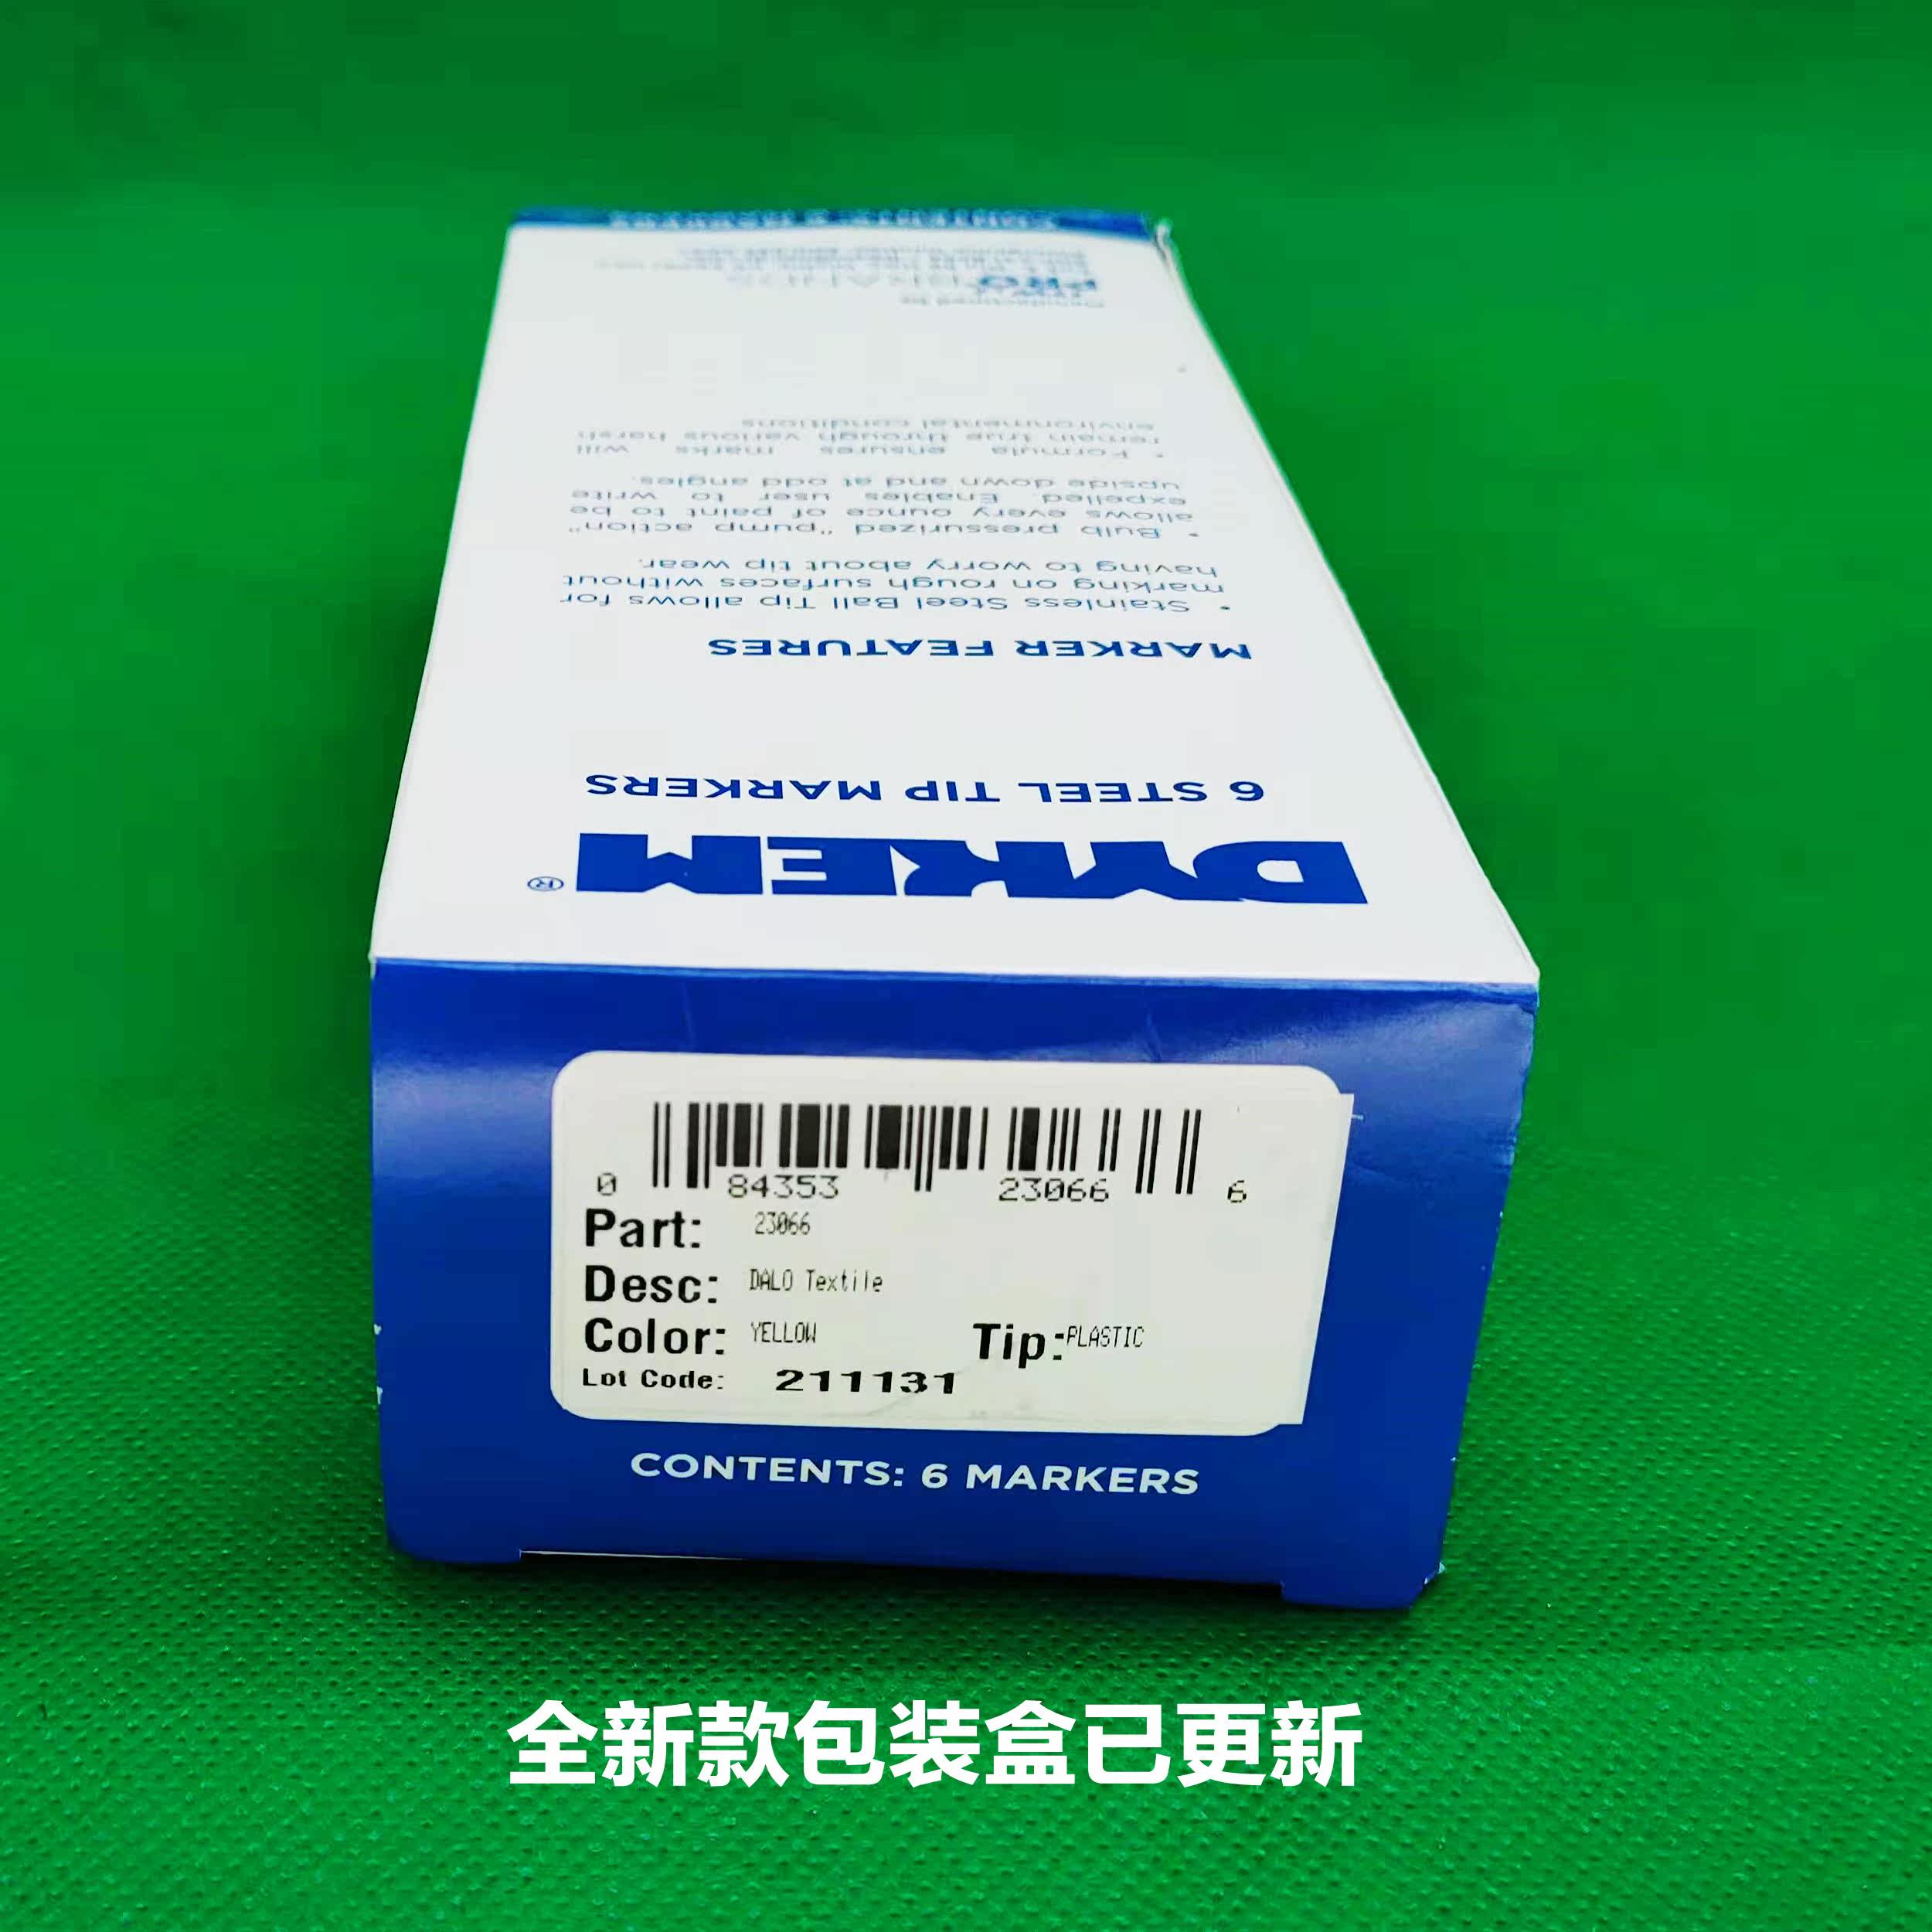 Manufactured by
PRO
• Formula ensures marks will
remain true through various harsh
environmental conditions
• Bulb pressurized "pump action"
allows every ounce of paint to be
expelled. Enables user to write
upside down and at odd angles.
• Stainless Steel Ball Tip allows for
marking on rough surfaces without
having to worry about tip wear.
MARKER FEATURES
6 STEEL TIP MARKERS
DYKEM®
0 84353 23066 6
Part: 23066
Desc: DALO Textile
Color: YELLOW Tip: PLASTIC
Lot Code: 211131
CONTENTS: 6 MARKERS
全新款包装盒已更新